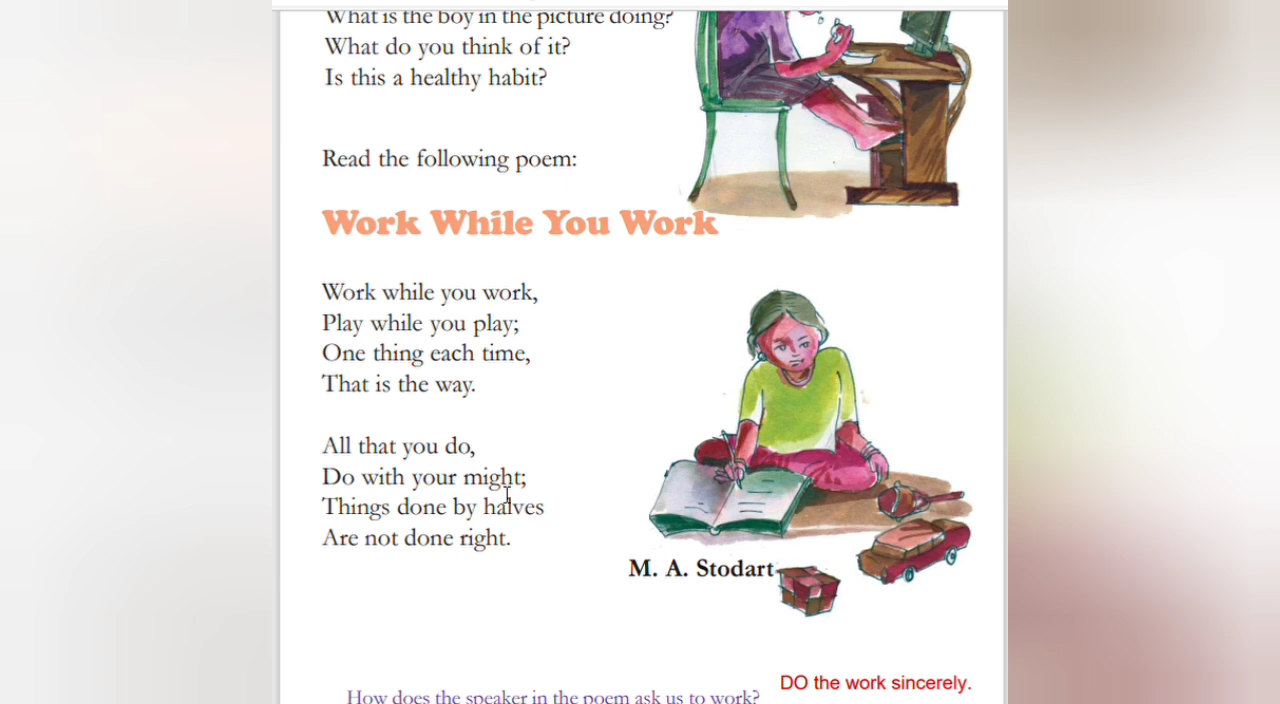 What is the boy in the picture doing?
What do you think of it?
Is this a healthy habit?
Read the following poem:
Work While You Work
Work while you work,
Play while you play;
One thing each time,
That is the way.
All that you do,
Do with your might;
Things done by halves
Are not done right.
M. A. Stodart
DO the work sincerely.
How does the speaker in the poem ask us to work?